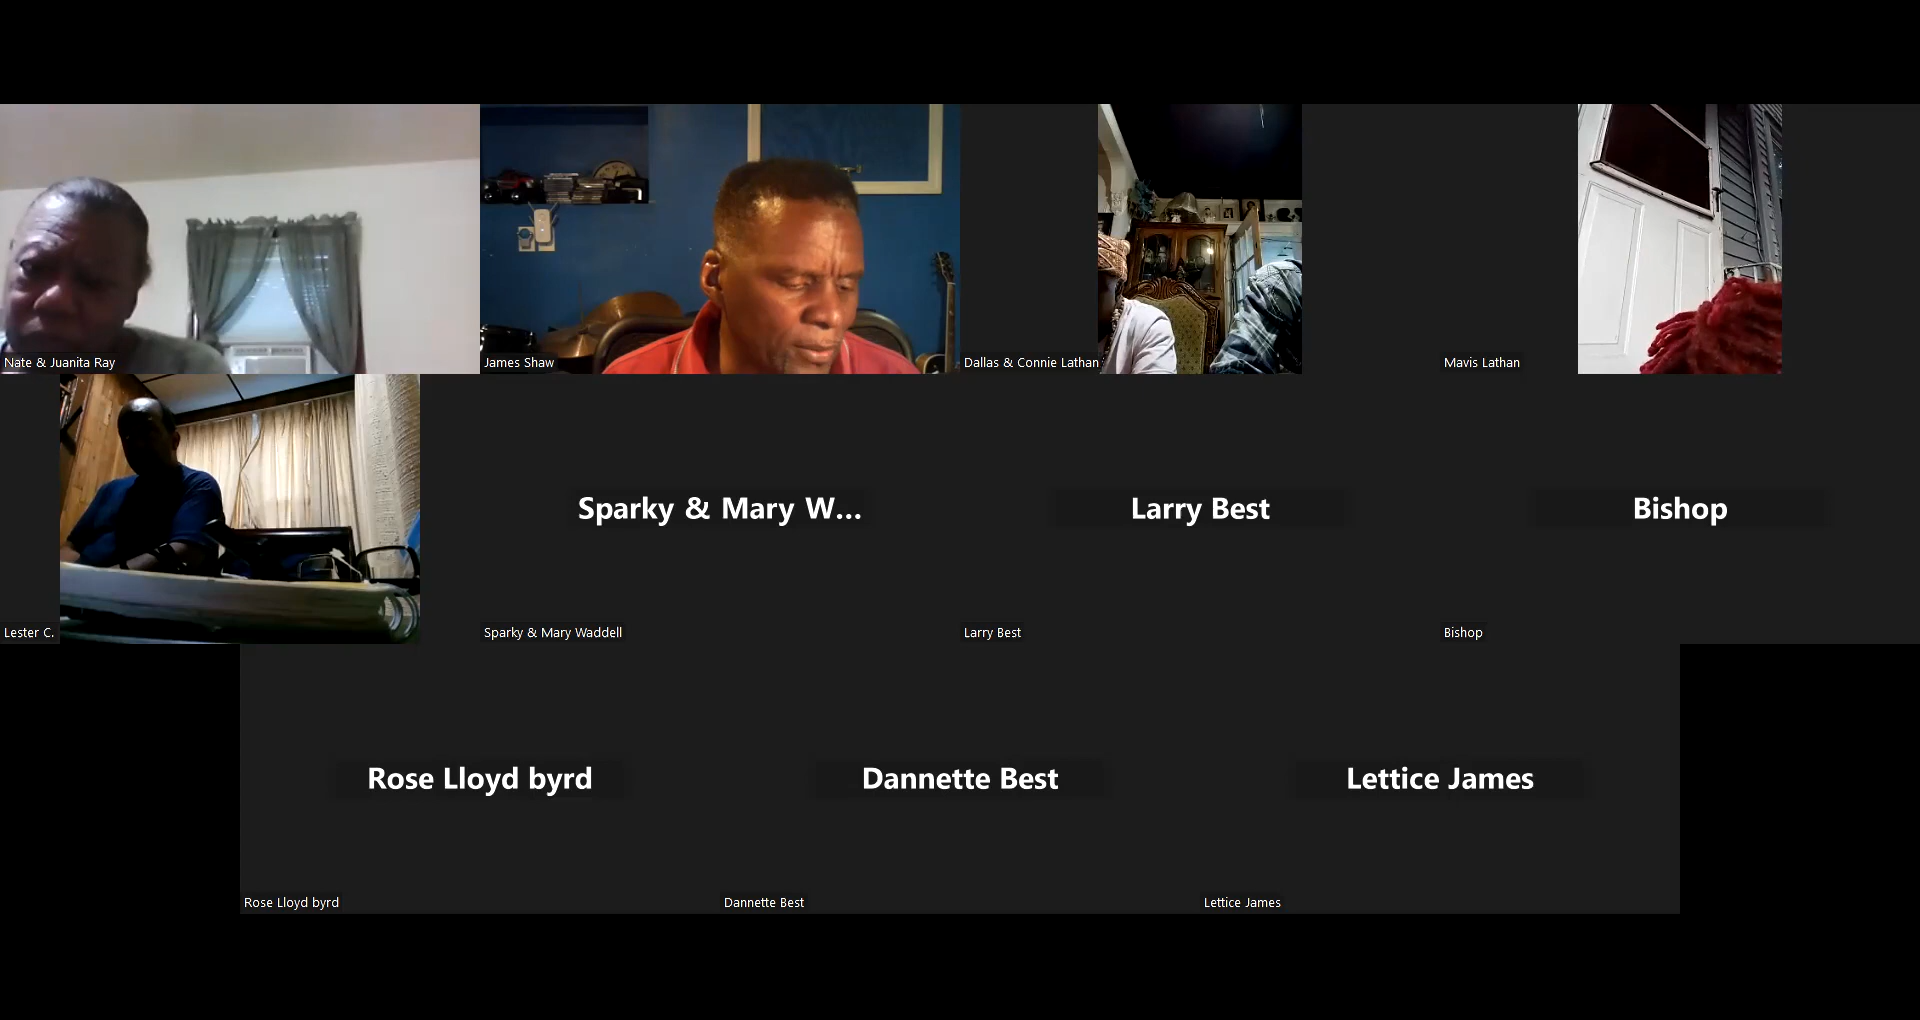 Nate & Juanita Ray
James Shaw
Dallas & Connie Lathan
Mavis Lathan
Lester C.
Sparky & Mary W...
Sparky & Mary Waddell
Larry Best
Larry Best
Bishop
Bishop
Rose Lloyd byrd
Rose Lloyd byrd
Dannette Best
Dannette Best
Lettice James
Lettice James